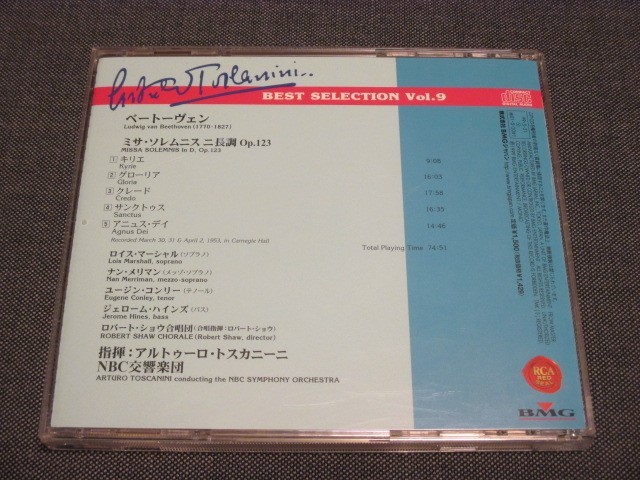 Arturo Toscanini
BEST SELECTION Vol.9
COMPACT
disc
DIGITAL AUDIO
ベートーヴェン
Ludwig van Beethoven (1770-1827)
ミサ・ソレムニス ニ長調 Op.123
MISSA SOLEMNIS In D, Op.123
1 キリエ 9:06
Kyrie
2 グローリア 16:03
Gloria
3 クレード 17:58
Credo
4 サンクトゥス 16:35
Sanctus
5 アニュス・デイ 14:46
Agnus Dei
Recorded March 30, 31 & April 2, 1953, in Carnegie Hall
Total Playing Time 74:51
ロイス・マーシャル (ソプラノ)
Lois Marshall, soprano
ナン・メリマン (メッゾ・ソプラノ)
Nan Merriman, mezzo soprano
ユージン・コンリー (テノール)
Eugene Conley, tenor
ジェローム・ハインズ (バス)
Jerome Hines, bass
ロバート・ショウ合唱団 (合唱指揮:ロバート・ショウ)
ROBERT SHAW CHORALE (Robert Shaw, director)
指揮:アルトゥーロ・トスカニーニ
NBC交響楽団
ARTURO TOSCANINI conducting the NBC SYMPHONY ORCHESTRA
RCA
RED
SEAL
BMG